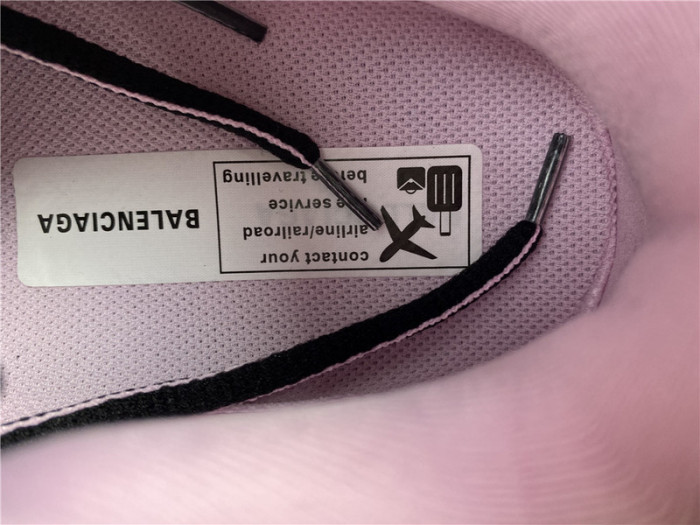 contact your
airline/railroad
service
travelling
BALENCIAGA